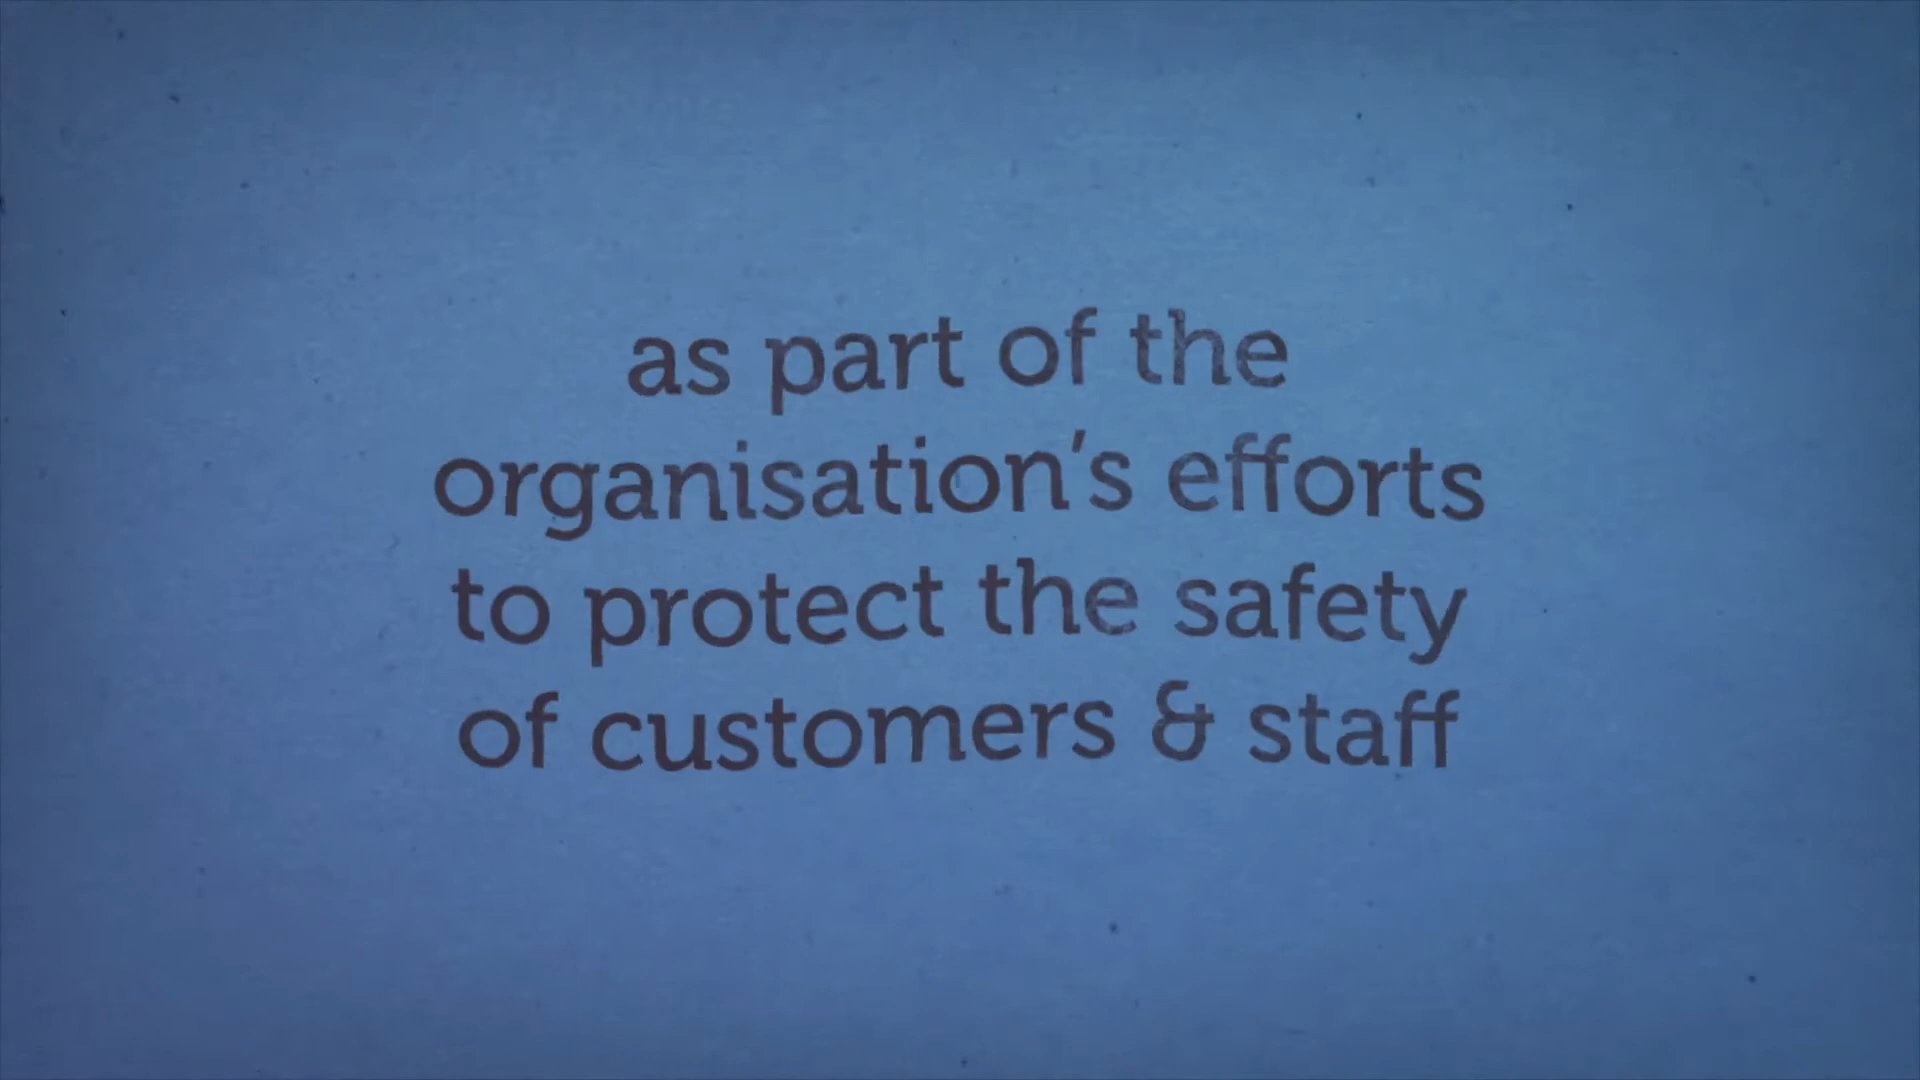 as part of the
organisation's efforts
to protect the safety
of customers & staff